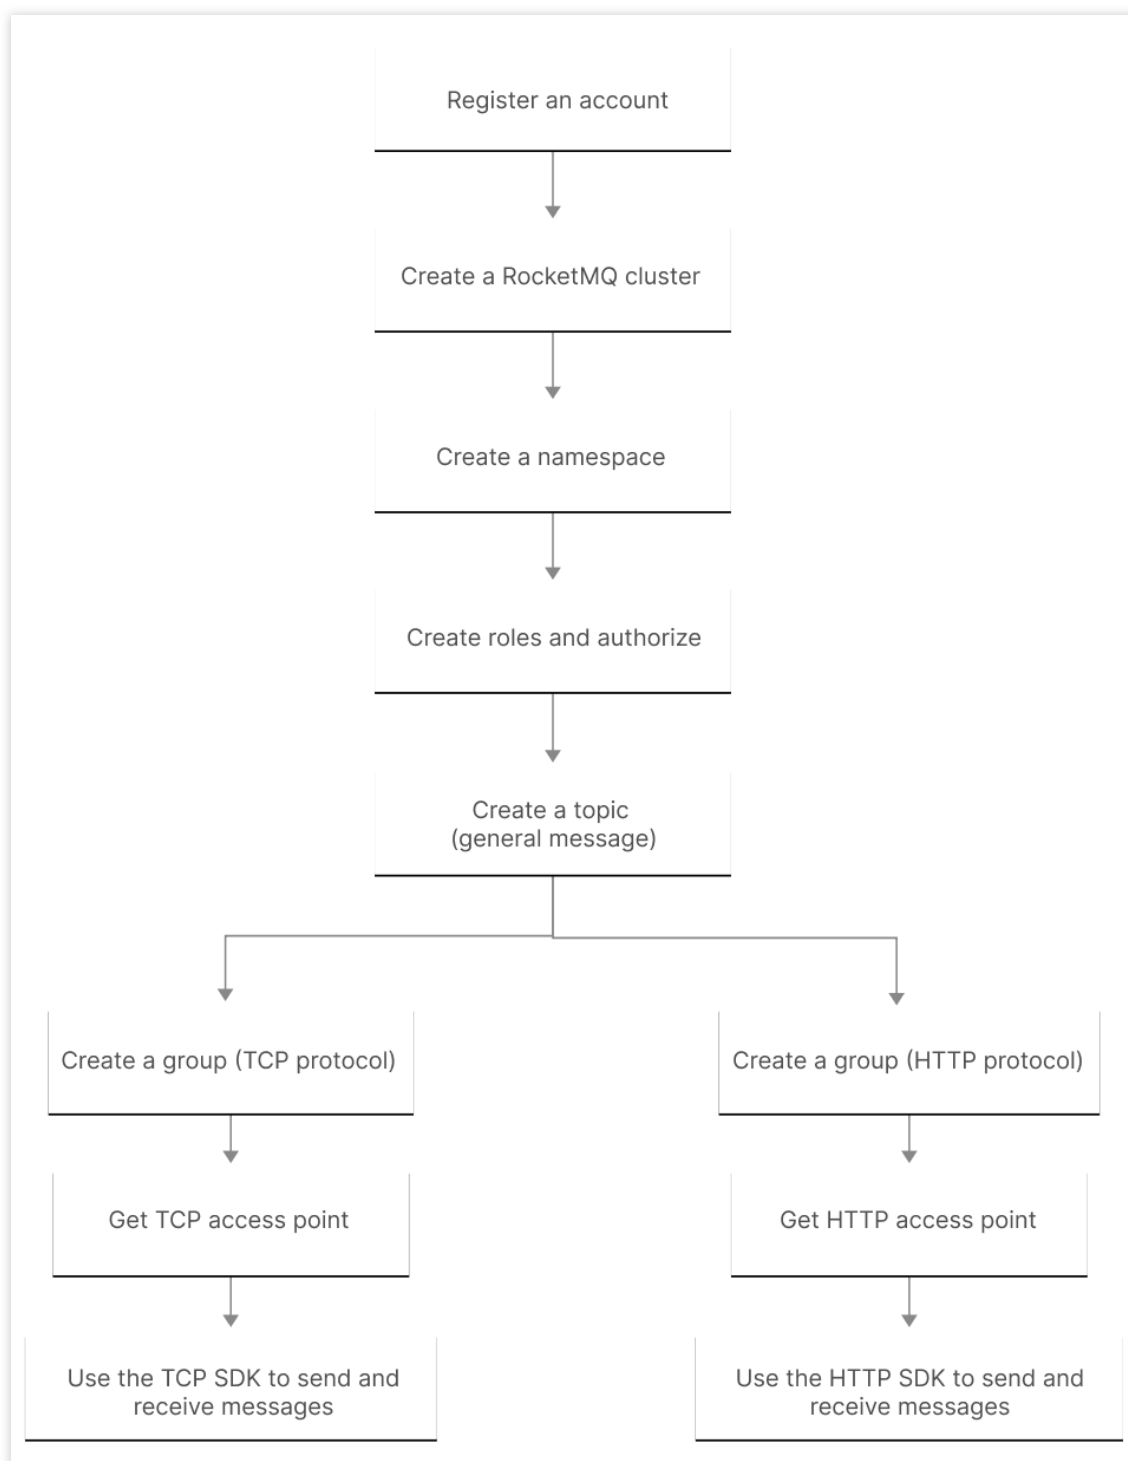 Register an account
Create a RocketMQ cluster
Create a namespace
Create roles and authorize
Create a topic
(general message)
Create a group (TCP protocol)
Create a group (HTTP protocol)
Get TCP access point
Get HTTP access point
Use the TCP SDK to send and
receive messages
Use the HTTP SDK to send and
receive messages